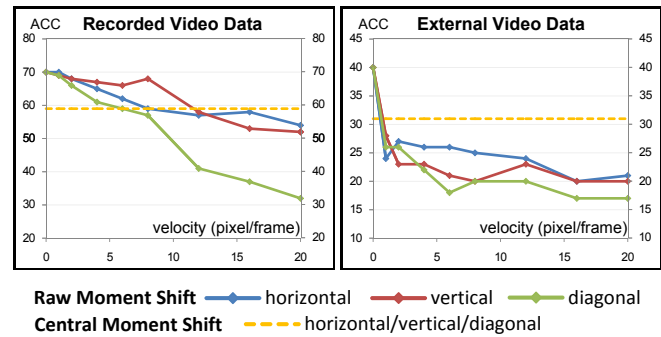 Recorded Video Data
ACC
80 80
70 70
60 60
50 50
40 40
30 30
20 20
velocity (pixel/frame)
0 5 10 15 20
External Video Data
ACC
45 45
40 40
35 35
30 30
25 25
20 20
15 15
10 10
velocity (pixel/frame)
0 5 10 15 20
Raw Moment Shift horizontal vertical diagonal
Central Moment Shift horizontal/vertical/diagonal